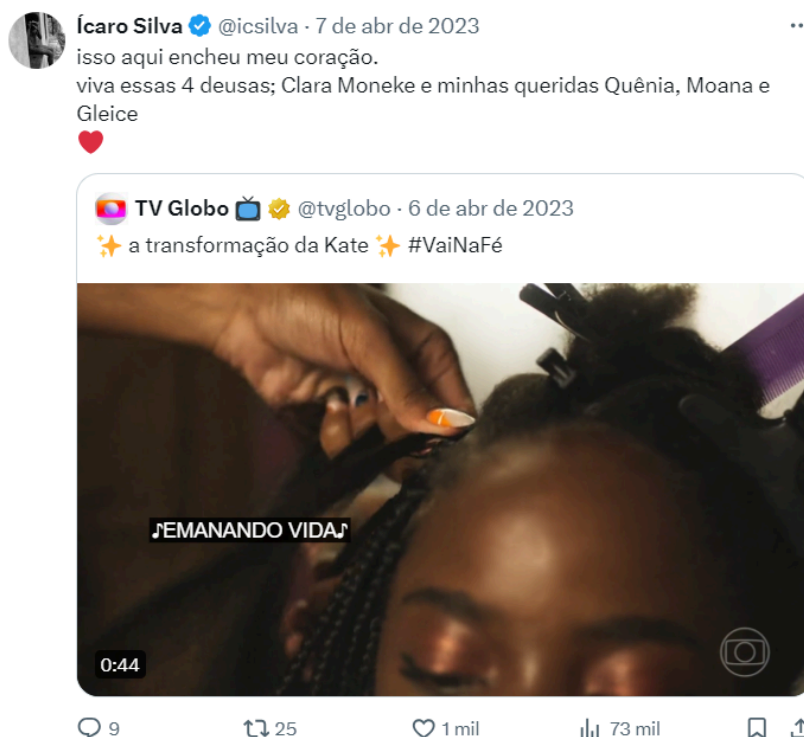 Ícaro Silva @icsilva · 7 de abr de 2023
isso aqui encheu meu coração.
viva essas 4 deusas; Clara Moneke e minhas queridas Quênia, Moana e
Gleice
❤️
TV Globo 📺 @tvglobo · 6 de abr de 2023
✨ a transformação da Kate ✨ #VaiNaFé
♪EMANANDO VIDA♪
0:44
9 25 1 mil 73 mil